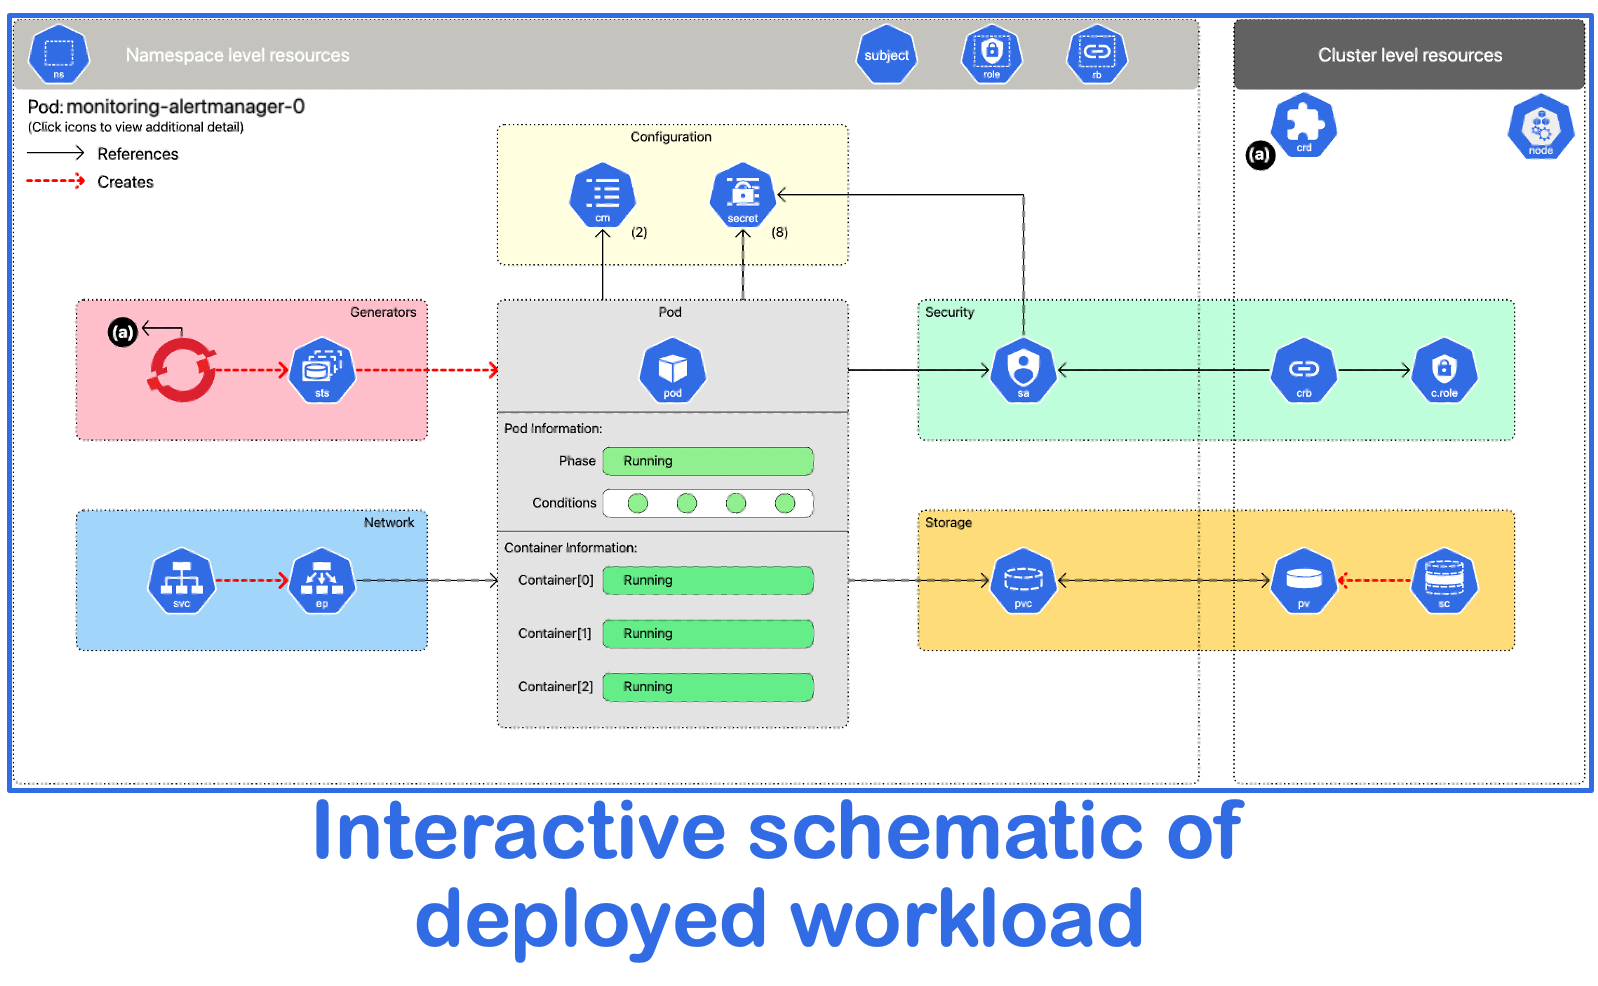 Namespace level resources
ns
subject
role
rb
Cluster level resources
Pod: monitoring-alertmanager-0
(Click icons to view additional detail)
References
Creates
Configuration
cm
(2)
secret
(8)
(a)
crd
node
Generators
(a)
sts
Pod
pod
Security
sa
crb
c.role
Pod Information:
Phase
Running
Conditions
Network
svc
ep
Container Information:
Container[0]
Running
Container[1]
Running
Container[2]
Running
Storage
pvc
pv
sc
Interactive schematic of
deployed workload